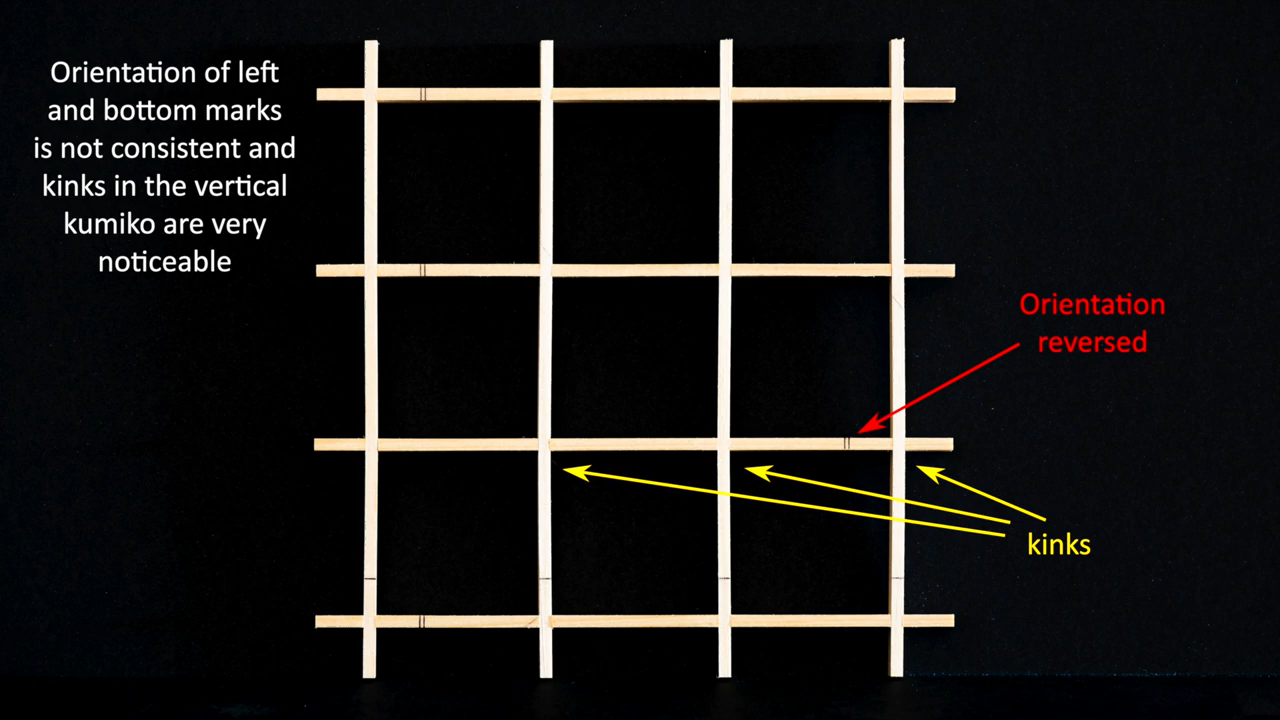 Orientation of left
and bottom marks
is not consistent and
kinks in the vertical
kumiko are very
noticeable
Orientation
reversed
kinks